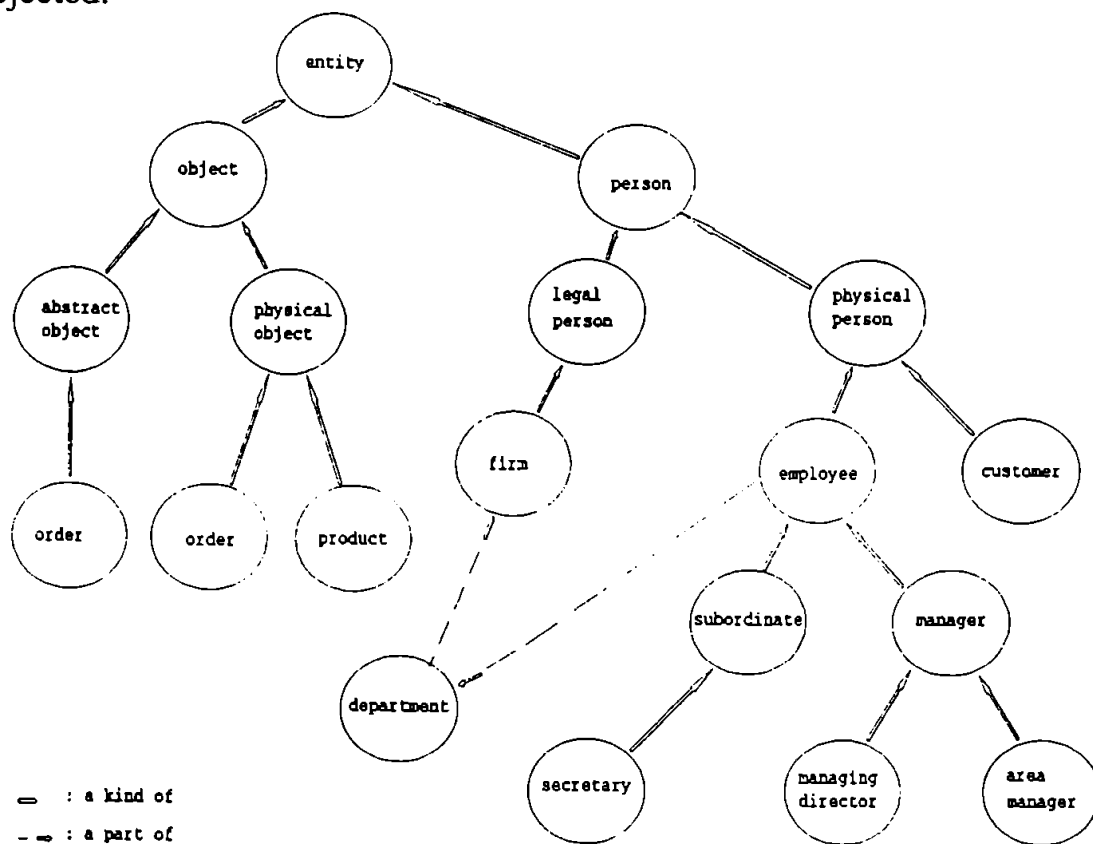 entity
object
person
abstract
object
physical
object
legal
person
physical
person
firm
employee
customer
order
order
product
subordinate
manager
department
secretary
managing
director
area
manager
: a kind of
: a part of